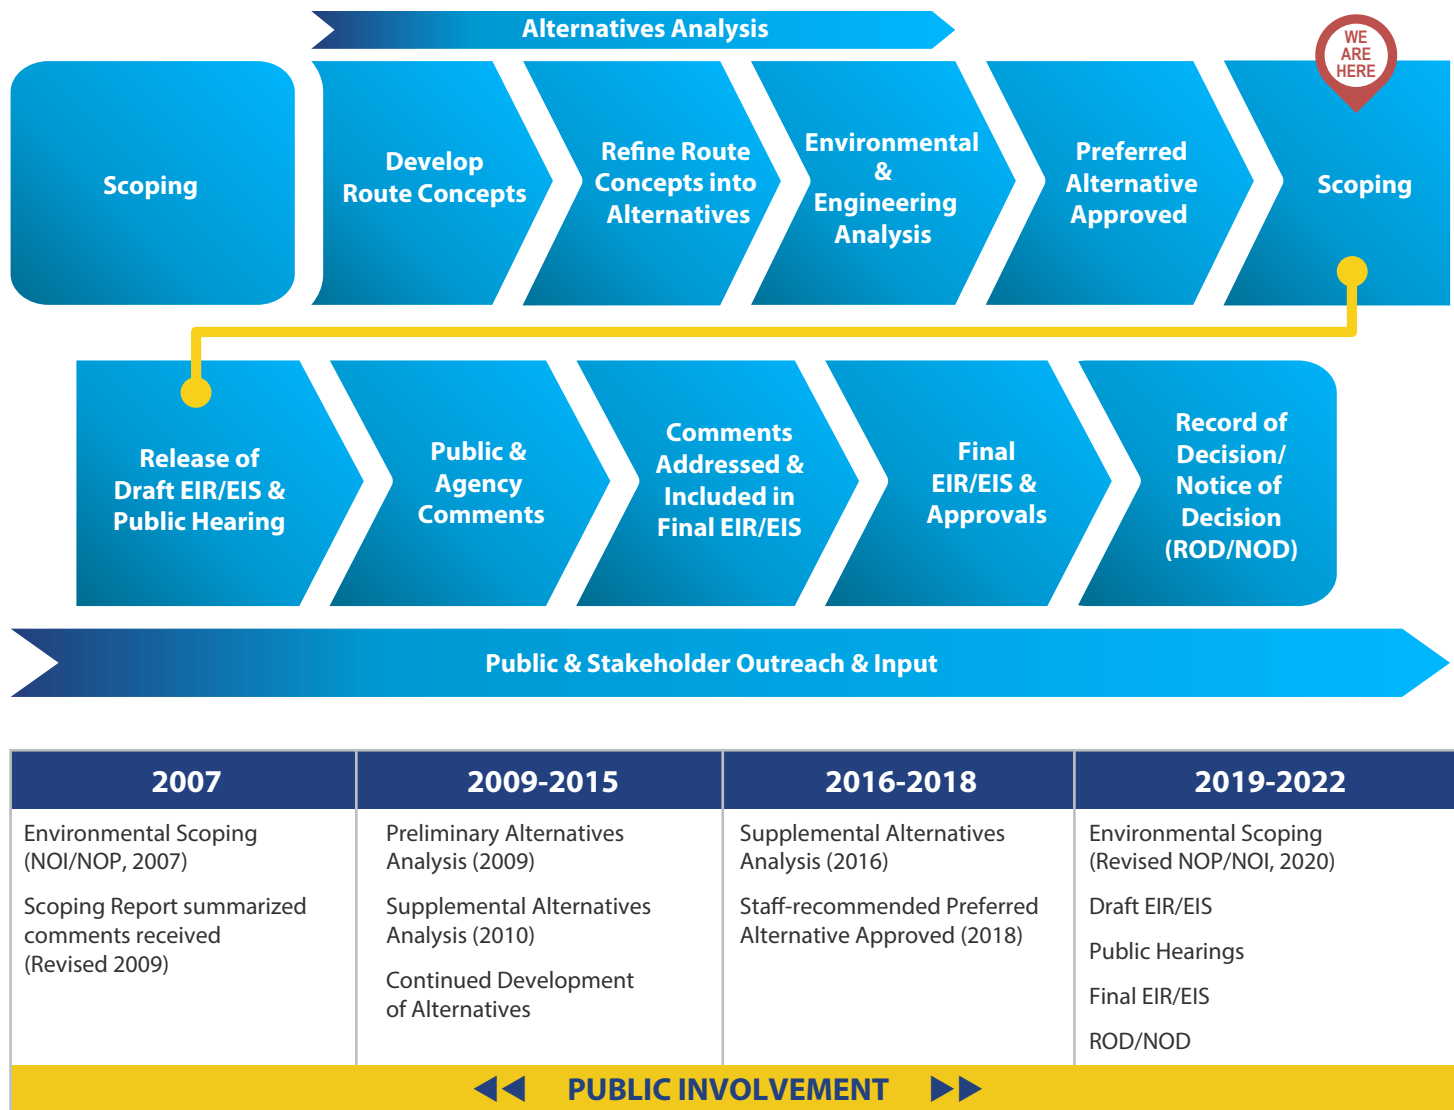 Alternatives Analysis
WE
ARE
HERE
Scoping
Develop
Route Concepts
Refine Route
Concepts into
Alternatives
Environmental
&
Engineering
Analysis
Preferred
Alternative
Approved
Scoping
Release of
Draft EIR/EIS &
Public Hearing
Public &
Agency
Comments
Comments
Addressed &
Included in
Final EIR/EIS
Final
EIR/EIS &
Approvals
Record of
Decision/
Notice of
Decision
(ROD/NOD)
Public & Stakeholder Outreach & Input
2007
Environmental Scoping
(NOI/NOP, 2007)
Scoping Report summarized
comments received
(Revised 2009)
2009-2015
Preliminary Alternatives
Analysis (2009)
Supplemental Alternatives
Analysis (2010)
Continued Development
of Alternatives
2016-2018
Supplemental Alternatives
Analysis (2016)
Staff-recommended Preferred
Alternative Approved (2018)
2019-2022
Environmental Scoping
(Revised NOP/NOI, 2020)
Draft EIR/EIS
Public Hearings
Final EIR/EIS
ROD/NOD
PUBLIC INVOLVEMENT